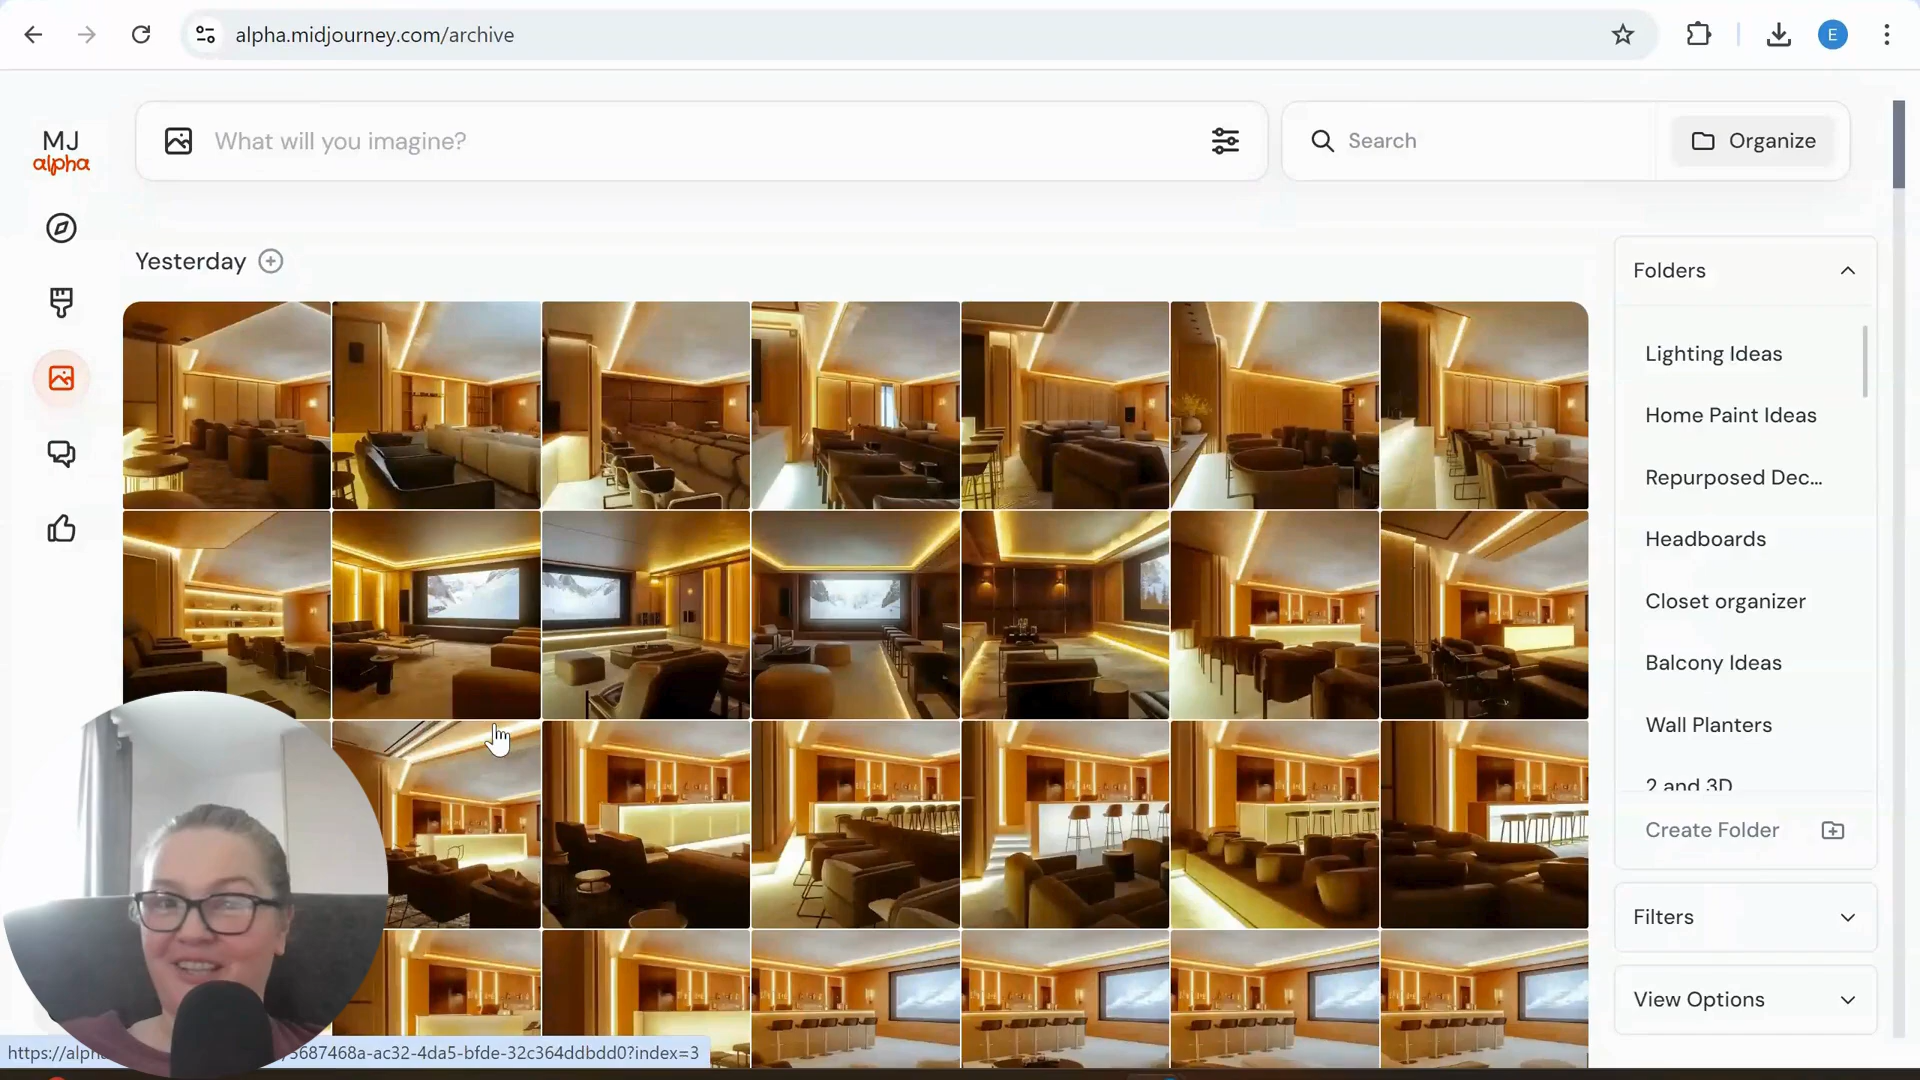 alpha.midjourney.com/archive
E
MJ
alpha
What will you imagine?
Search
Organize
Yesterday
Folders
Lighting Ideas
Home Paint Ideas
Repurposed Dec...
Headboards
Closet organizer
Balcony Ideas
Wall Planters
2 and 3D
Create Folder
Filters
View Options
https://alph
687468a-ac32-4da5-bfde-32c364ddbdd0?index=3